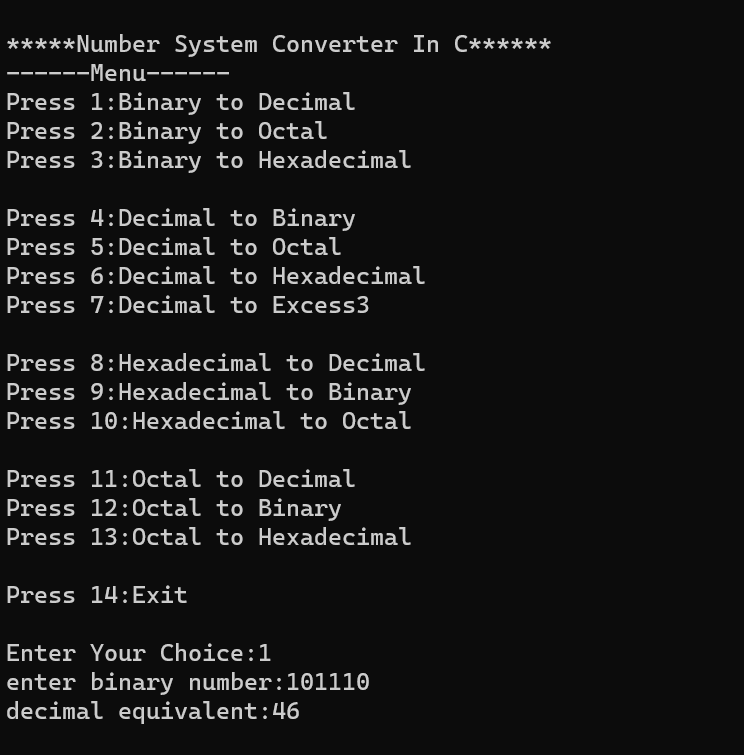 *****Number System Converter In C******
------Menu------
Press 1:Binary to Decimal
Press 2:Binary to Octal
Press 3:Binary to Hexadecimal
Press 4:Decimal to Binary
Press 5:Decimal to Octal
Press 6:Decimal to Hexadecimal
Press 7:Decimal to Excess3
Press 8:Hexadecimal to Decimal
Press 9:Hexadecimal to Binary
Press 10:Hexadecimal to Octal
Press 11:Octal to Decimal
Press 12:Octal to Binary
Press 13:Octal to Hexadecimal
Press 14:Exit
Enter Your Choice:1
enter binary number:101110
decimal equivalent:46